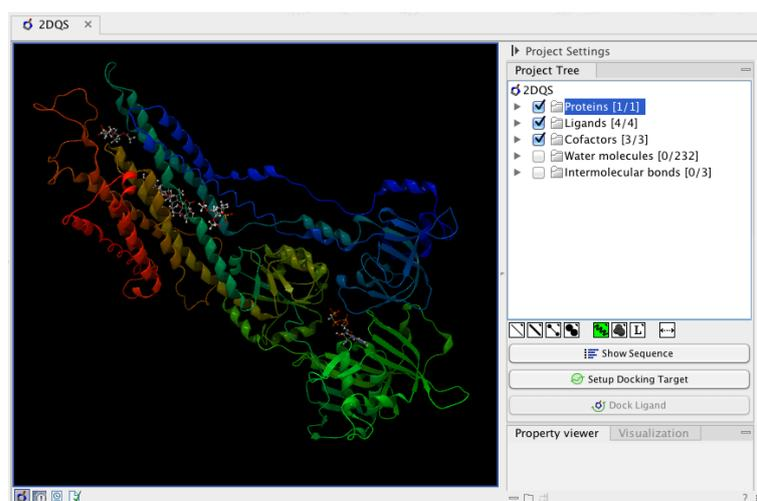 2DQS ×
Project Settings
Project Tree
2DQS
Proteins [1/1]
Ligands [4/4]
Cofactors [3/3]
Water molecules [0/232]
Intermolecular bonds [0/3]
L
Show Sequence
Setup Docking Target
Dock Ligand
Property viewer
Visualization
?